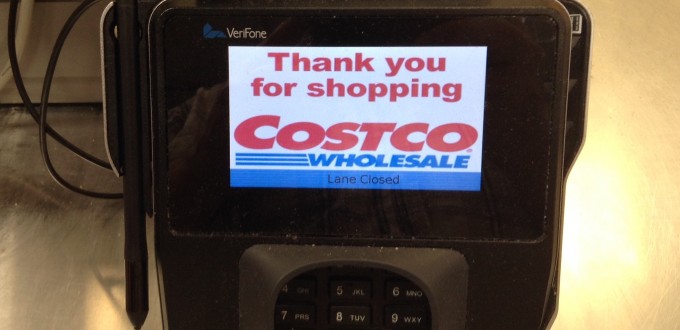 VeriFone
Thank you
for shopping
COSTCO
WHOLESALE
Lane Closed
4 GHI 5 JKL 6 MNO
7 PRS 8 TUV 9 WXY